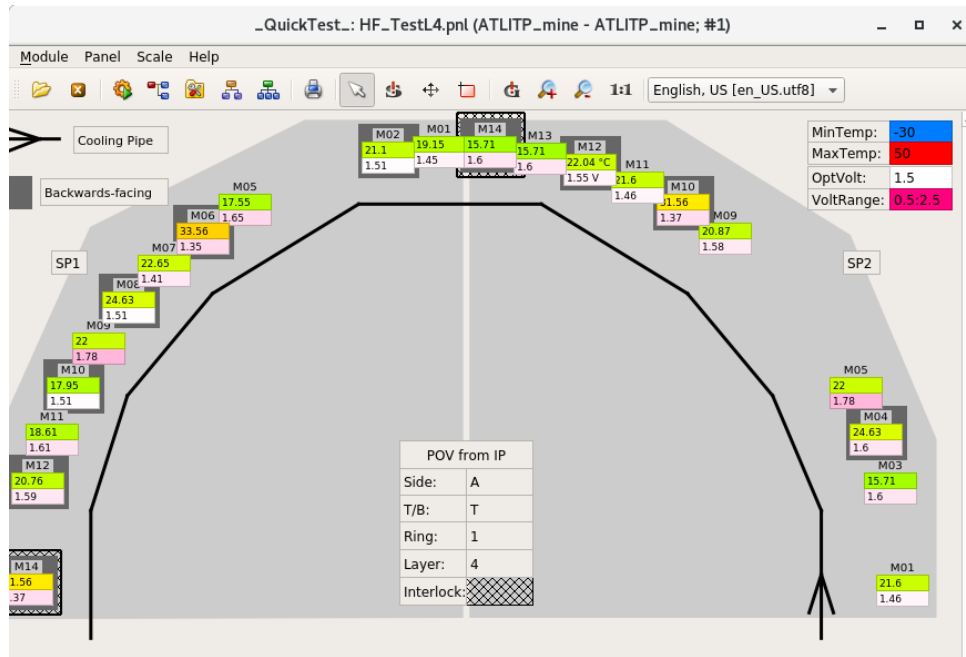 _QuickTest_: HF_TestL4.pnl (ATLITP_mine - ATLITP_mine; #1)
Module Panel Scale Help
1:1 English, US [en_US.utf8]
Cooling Pipe
Backwards-facing
MinTemp: -30
MaxTemp: 50
OptVolt: 1.5
VoltRange: 0.5:2.5
SP1
SP2
M02
21.1
1.51
M01
19.15
1.45
M14
15.71
1.6
M13
15.71
1.6
M12
22.04 °C
1.55 V
M11
21.6
1.46
M10
31.56
1.37
M09
20.87
1.58
M05
17.55
1.65
M06
33.56
1.35
M07
22.65
1.41
M08
24.63
1.51
M09
22
1.78
M10
17.95
1.51
M11
18.61
1.61
M12
20.76
1.59
M14
1.56
.37
M05
22
1.78
M04
24.63
1.6
M03
15.71
1.6
M01
21.6
1.46
POV from IP
Side: A
T/B: T
Ring: 1
Layer: 4
Interlock: